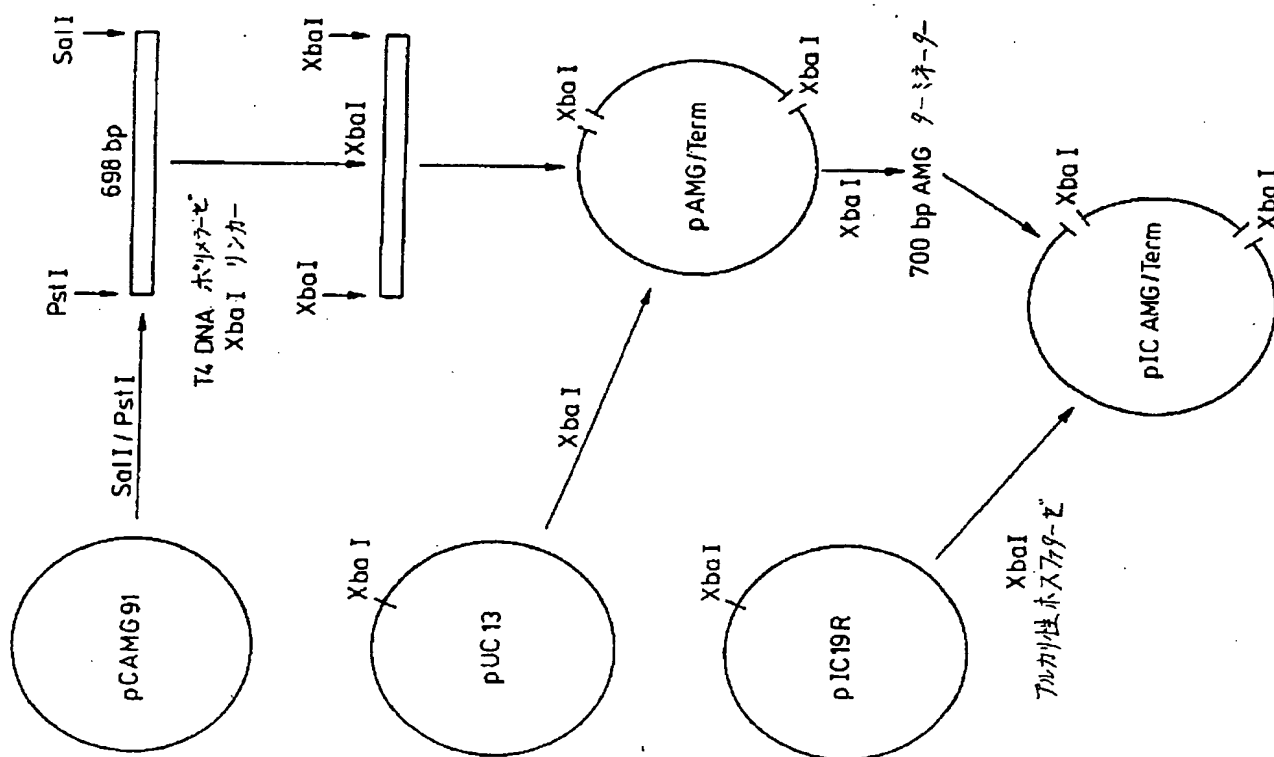 pCAMG91
Sal I / Pst I
Pst I
698 bp
Sal I
T4 DNA ポリメラーゼ
Xba I リンカー
Xba I
Xba I
Xba I
pUC 13
Xba I
Xba I
pAMG/Term
Xba I
Xba I
Xba I
700 bp AMG ターミネーター
pIC19R
Xba I
Xba I
アルカリ性ホスファターゼ
pIC AMG/Term
Xba I
Xba I